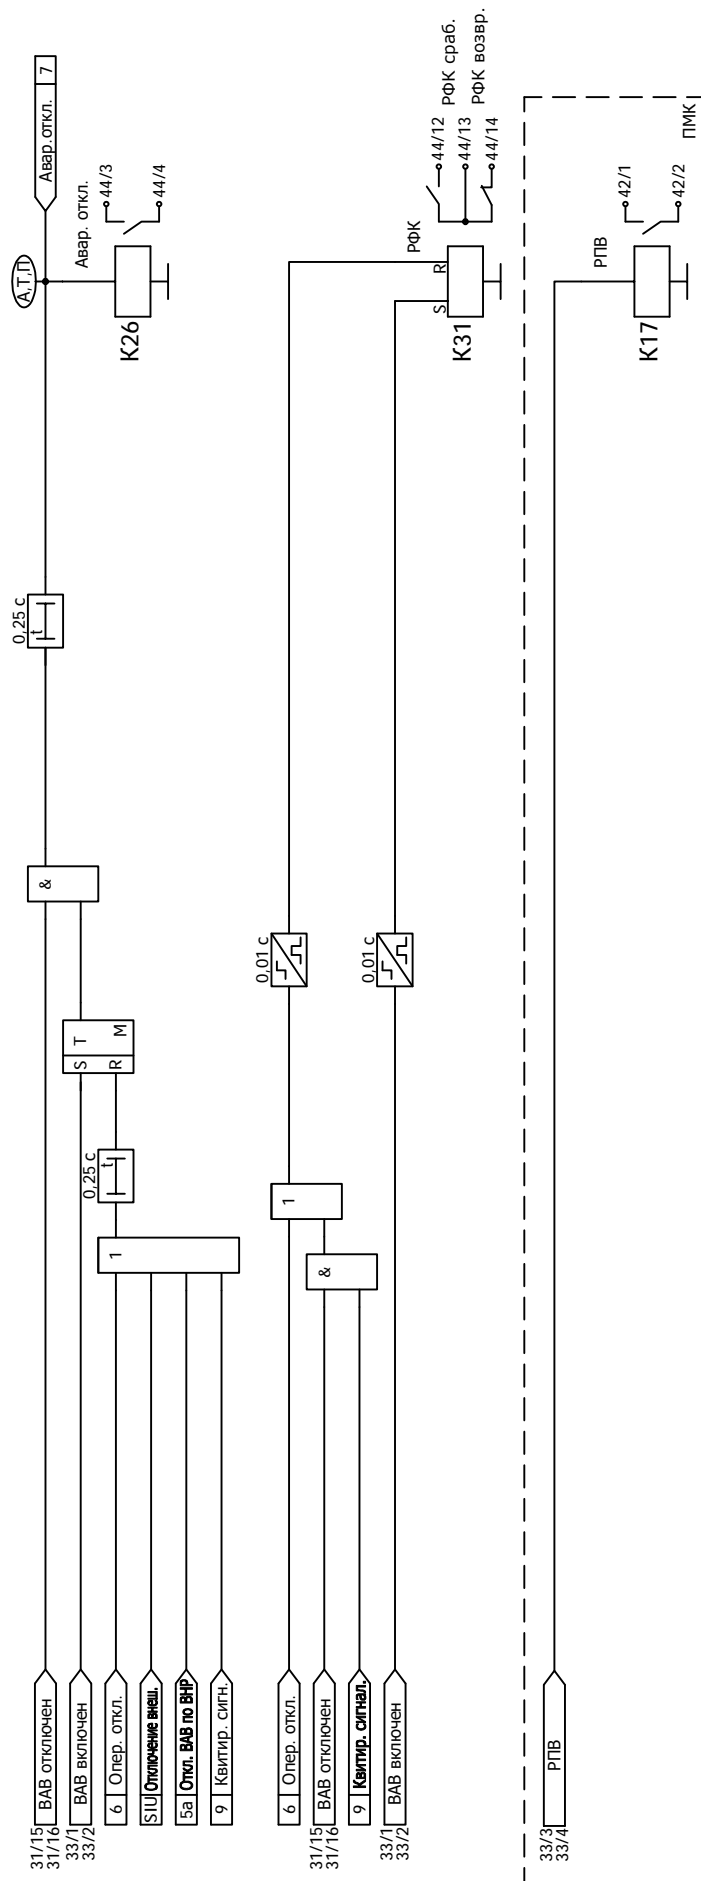 31/15
31/16
ВАВ отключен
33/1
33/2
ВАВ включен
6 Опер. откл.
SIU Отключение внеш.
5а Откл. ВАВ по ВНР
9 Квитир. сигн.
1
0,25 с
t
S T
R M
&
0,25 с
t
А,Т,П
Авар.откл. 7
Авар. откл.
К26
44/3
44/4
6 Опер. откл.
31/15
31/16
ВАВ отключен
9 Квитир. сигнал.
33/1
33/2
ВАВ включен
&
1
0,01 с
0,01 с
S
R
РФК
К31
44/12
44/13
44/14
РФК сраб.
РФК возвр.
33/3
33/4
РПВ
РПВ
К17
42/1
42/2
ПМК